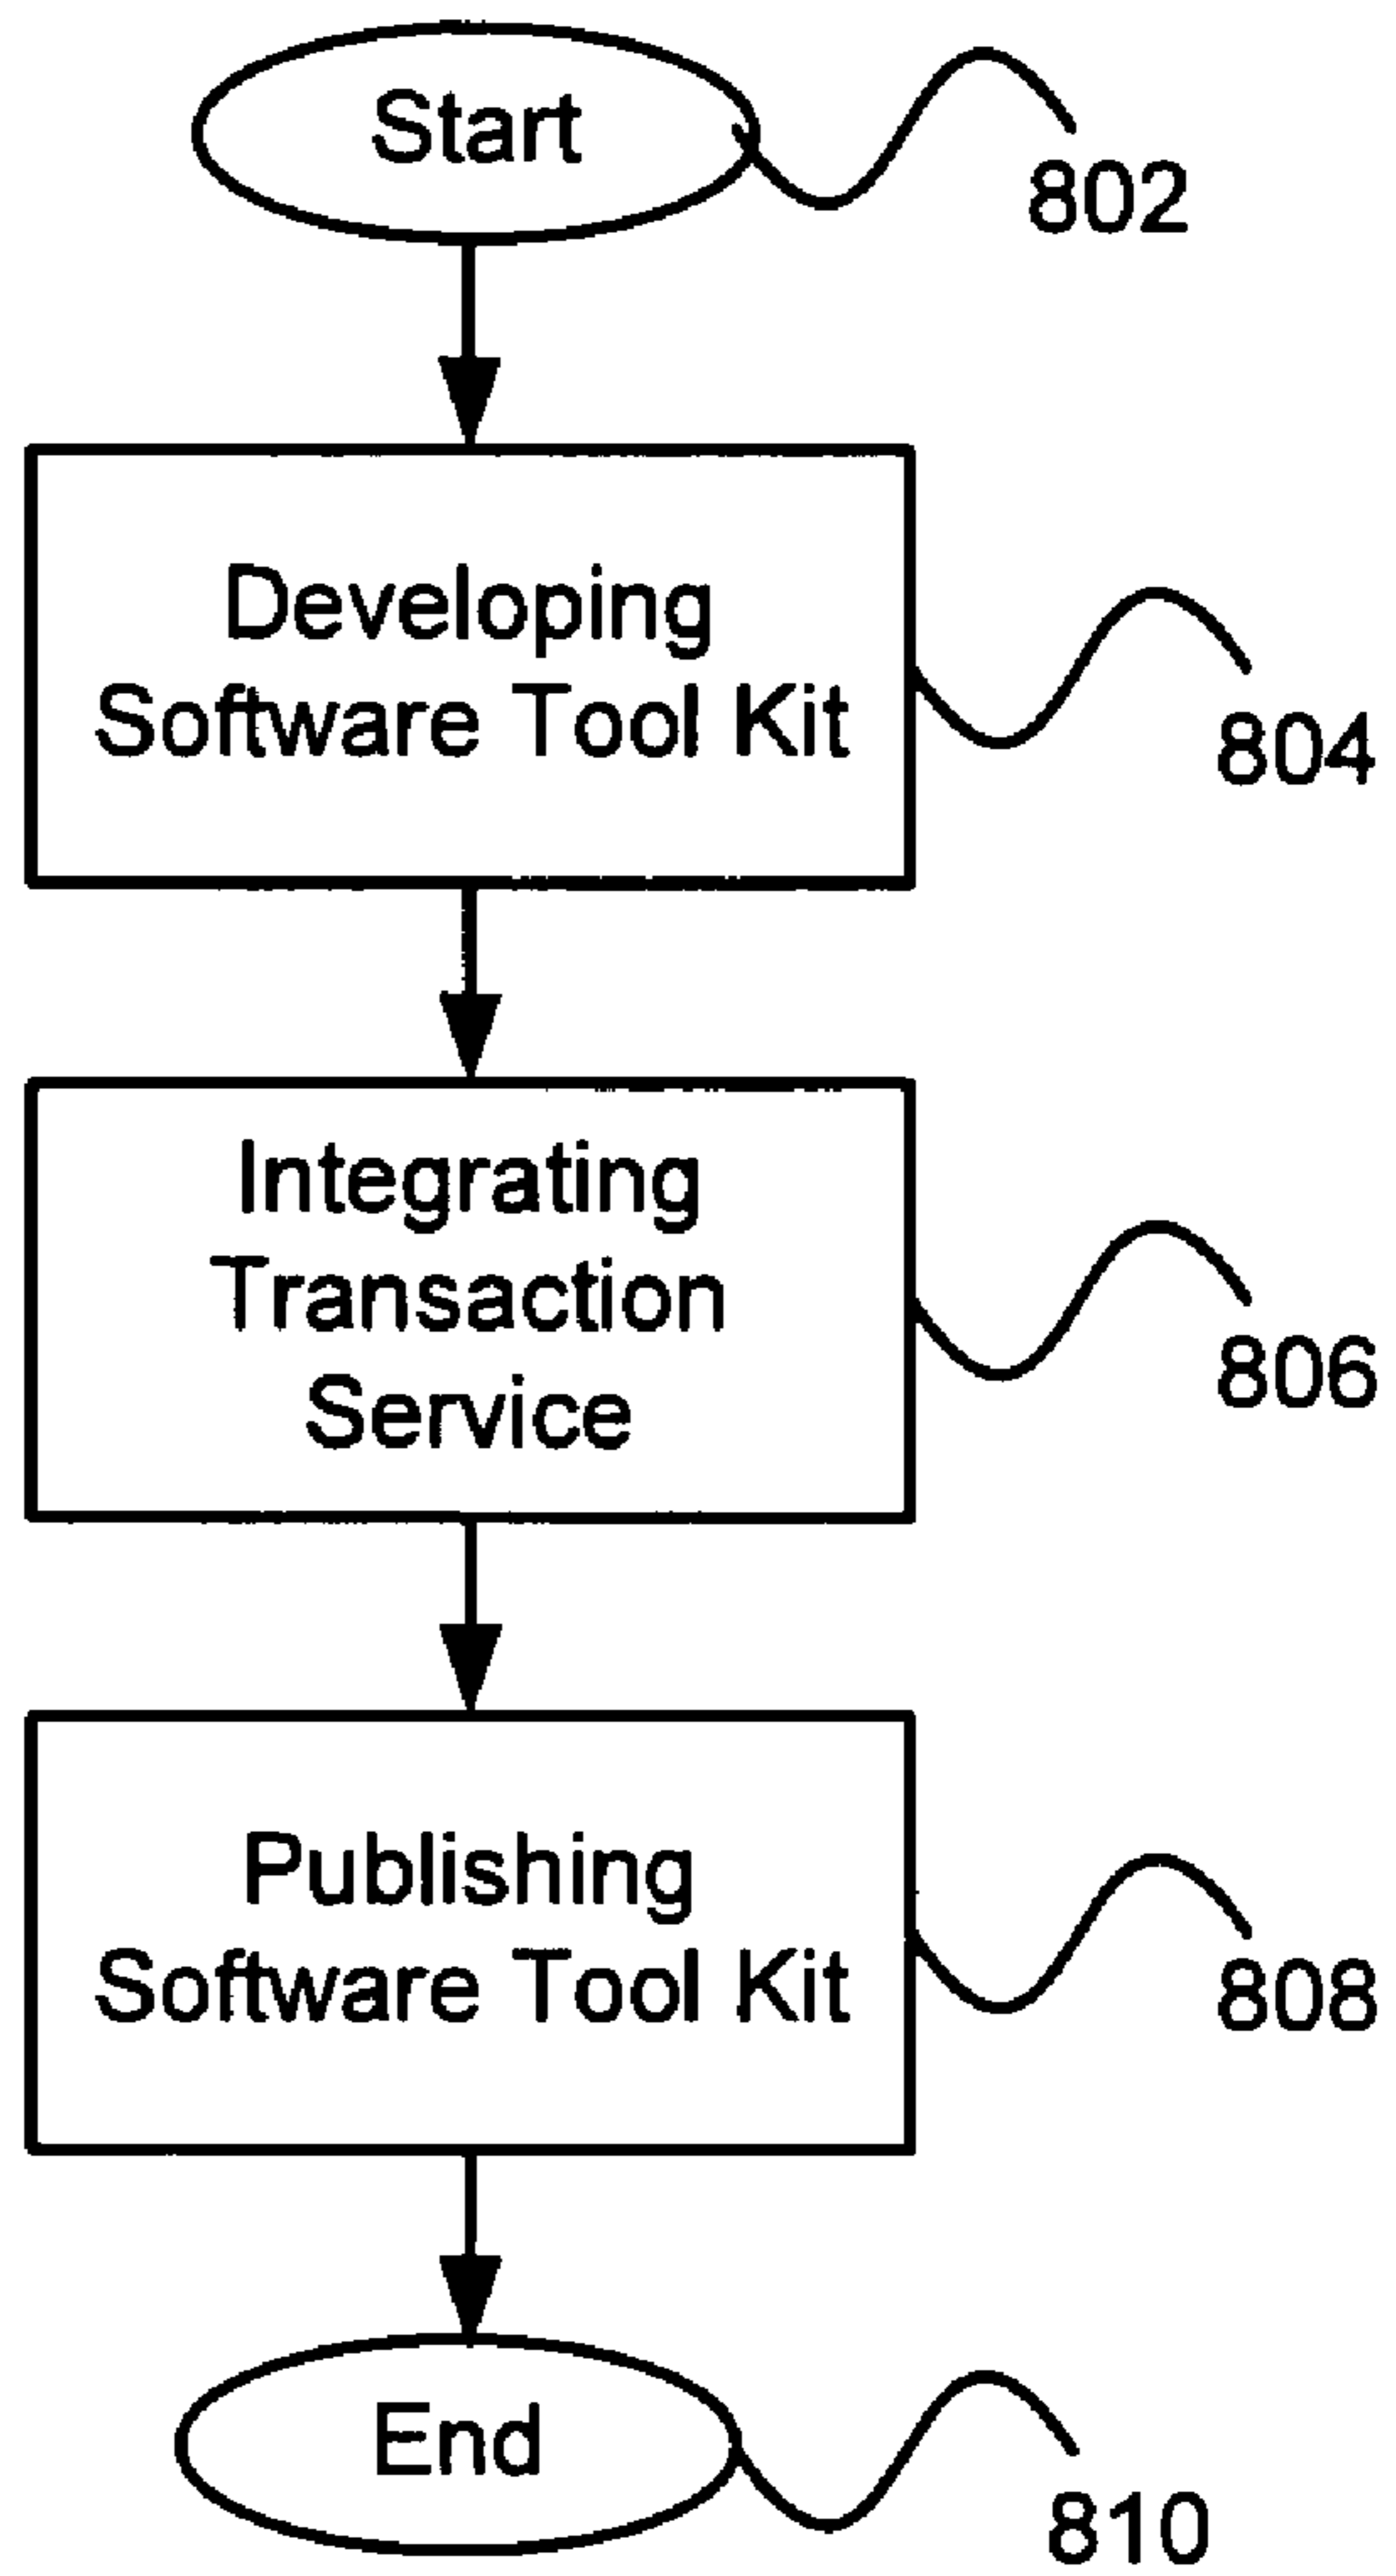 Start
802
Developing
Software Tool Kit
804
Integrating
Transaction
Service
806
Publishing
Software Tool Kit
808
End
810